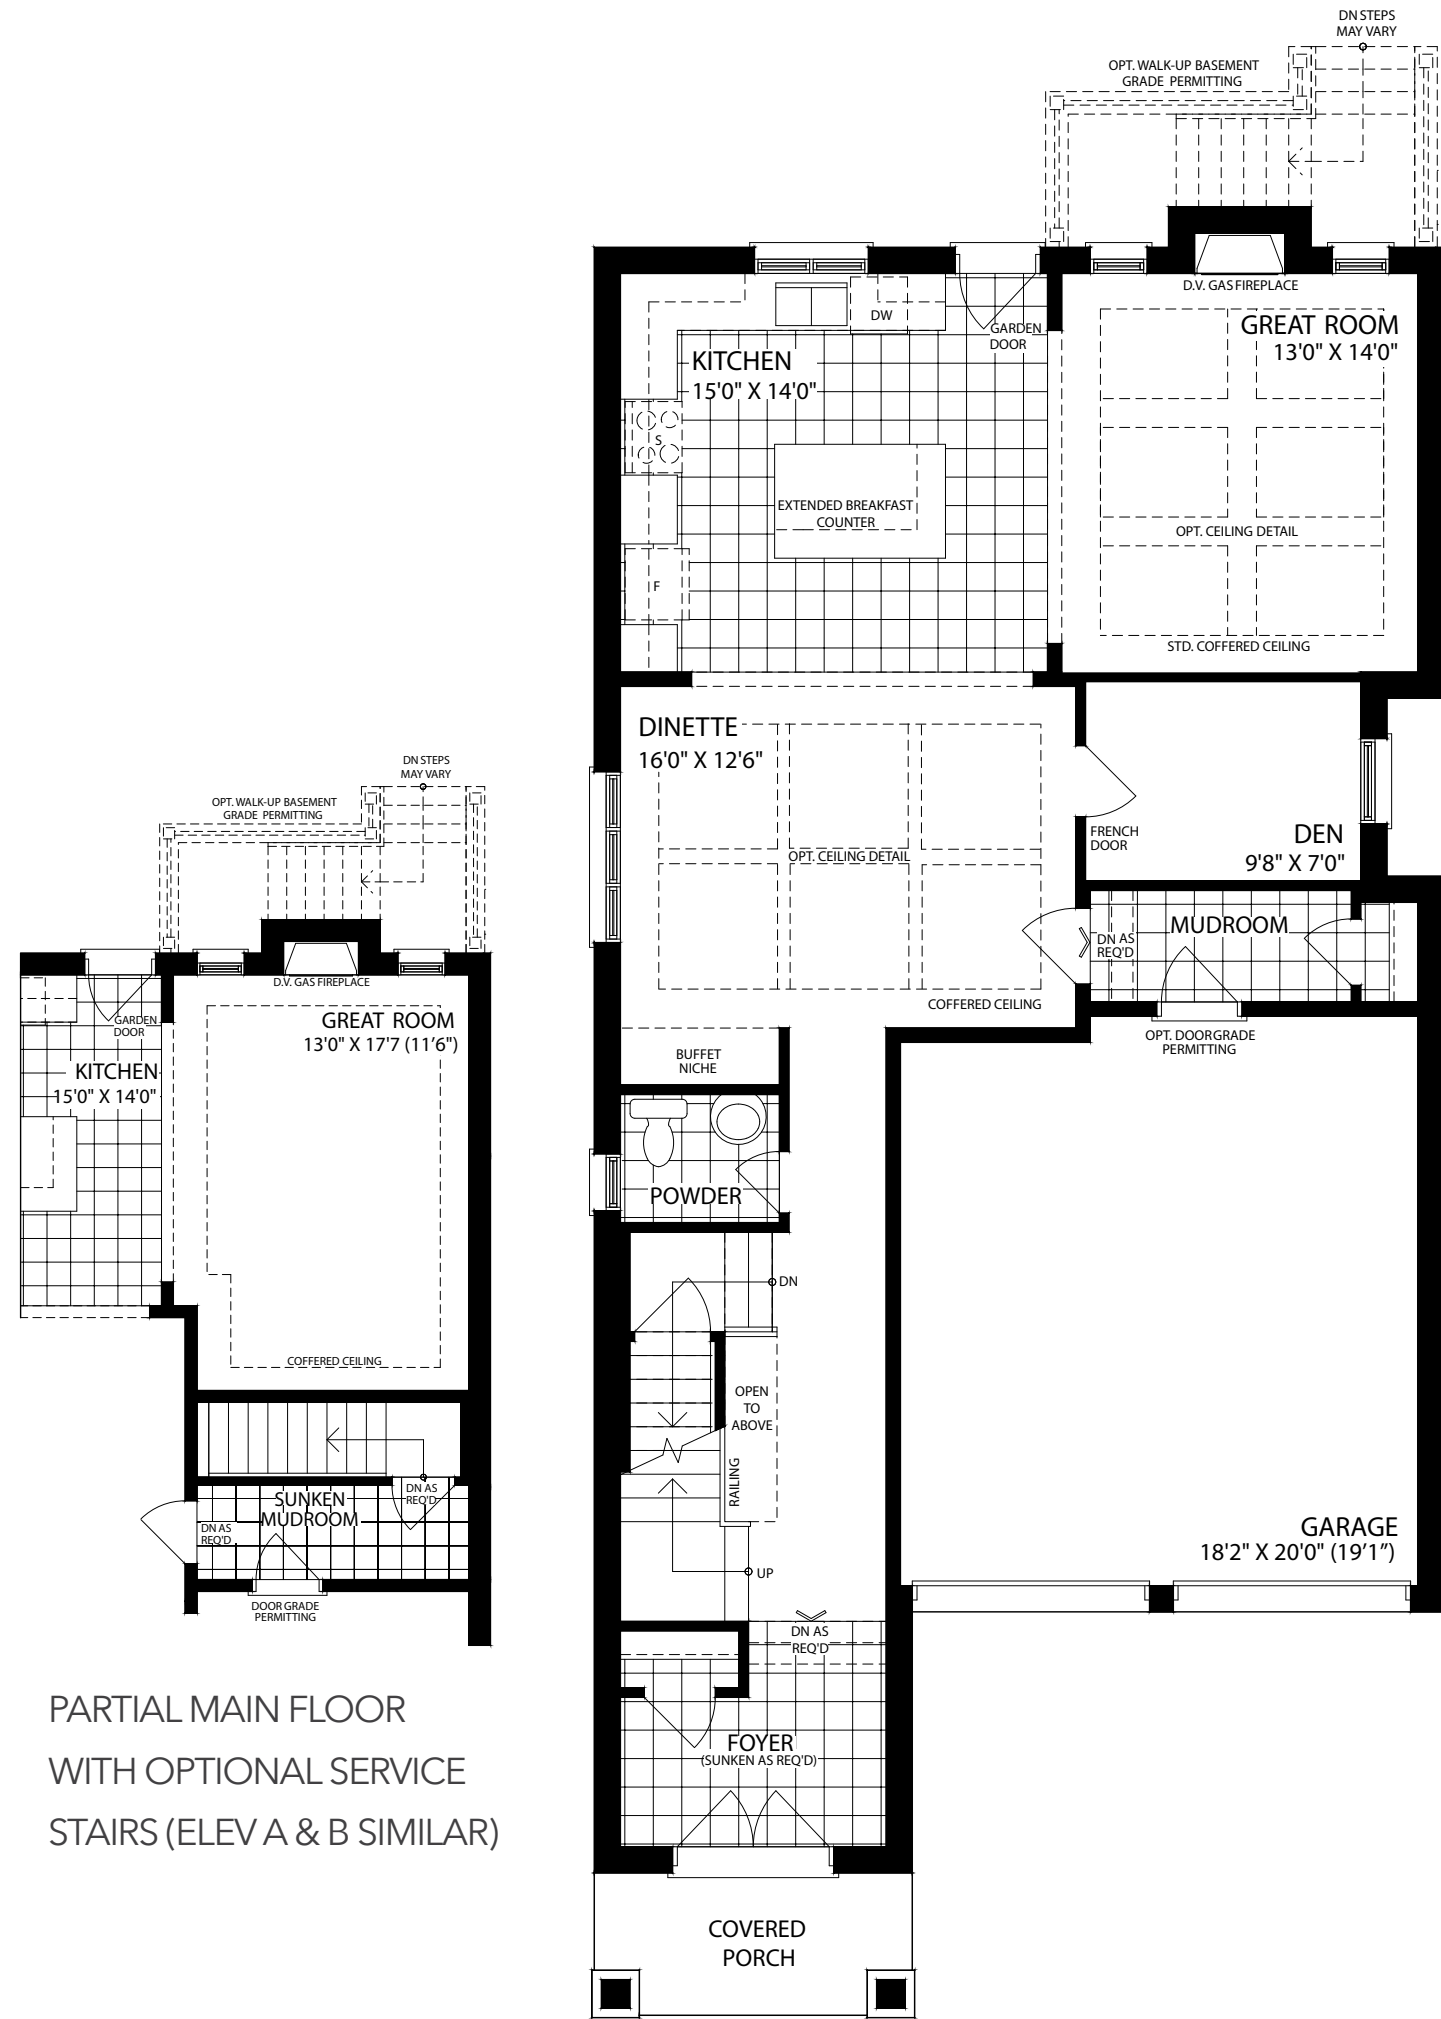 DN STEPS
MAY VARY
OPT. WALK-UP BASEMENT
GRADE PERMITTING
D.V. GAS FIREPLACE
GREAT ROOM
13'0" X 14'0"
DW
GARDEN
DOOR
KITCHEN
15'0" X 14'0"
S
EXTENDED BREAKFAST
COUNTER
F
OPT. CEILING DETAIL
STD. COFFERED CEILING
DINETTE
16'0" X 12'6"
OPT. CEILING DETAIL
COFFERED CEILING
FRENCH
DOOR
DEN
9'8" X 7'0"
MUDROOM
DN AS
REQ'D
OPT. DOOR GRADE
PERMITTING
BUFFET
NICHE
POWDER
DN
OPEN
TO
ABOVE
RAILING
UP
GARAGE
18'2" X 20'0" (19'1")
DN AS
REQ'D
FOYER
(SUNKEN AS REQ'D)
COVERED
PORCH
DN STEPS
MAY VARY
OPT. WALK-UP BASEMENT
GRADE PERMITTING
D.V. GAS FIREPLACE
GARDEN
DOOR
GREAT ROOM
13'0" X 17'7 (11'6")
KITCHEN
15'0" X 14'0"
COFFERED CEILING
SUNKEN
MUDROOM
DN AS
REQ'D
DN AS
REQ'D
DOOR GRADE
PERMITTING
PARTIAL MAIN FLOOR
WITH OPTIONAL SERVICE
STAIRS (ELEV A & B SIMILAR)